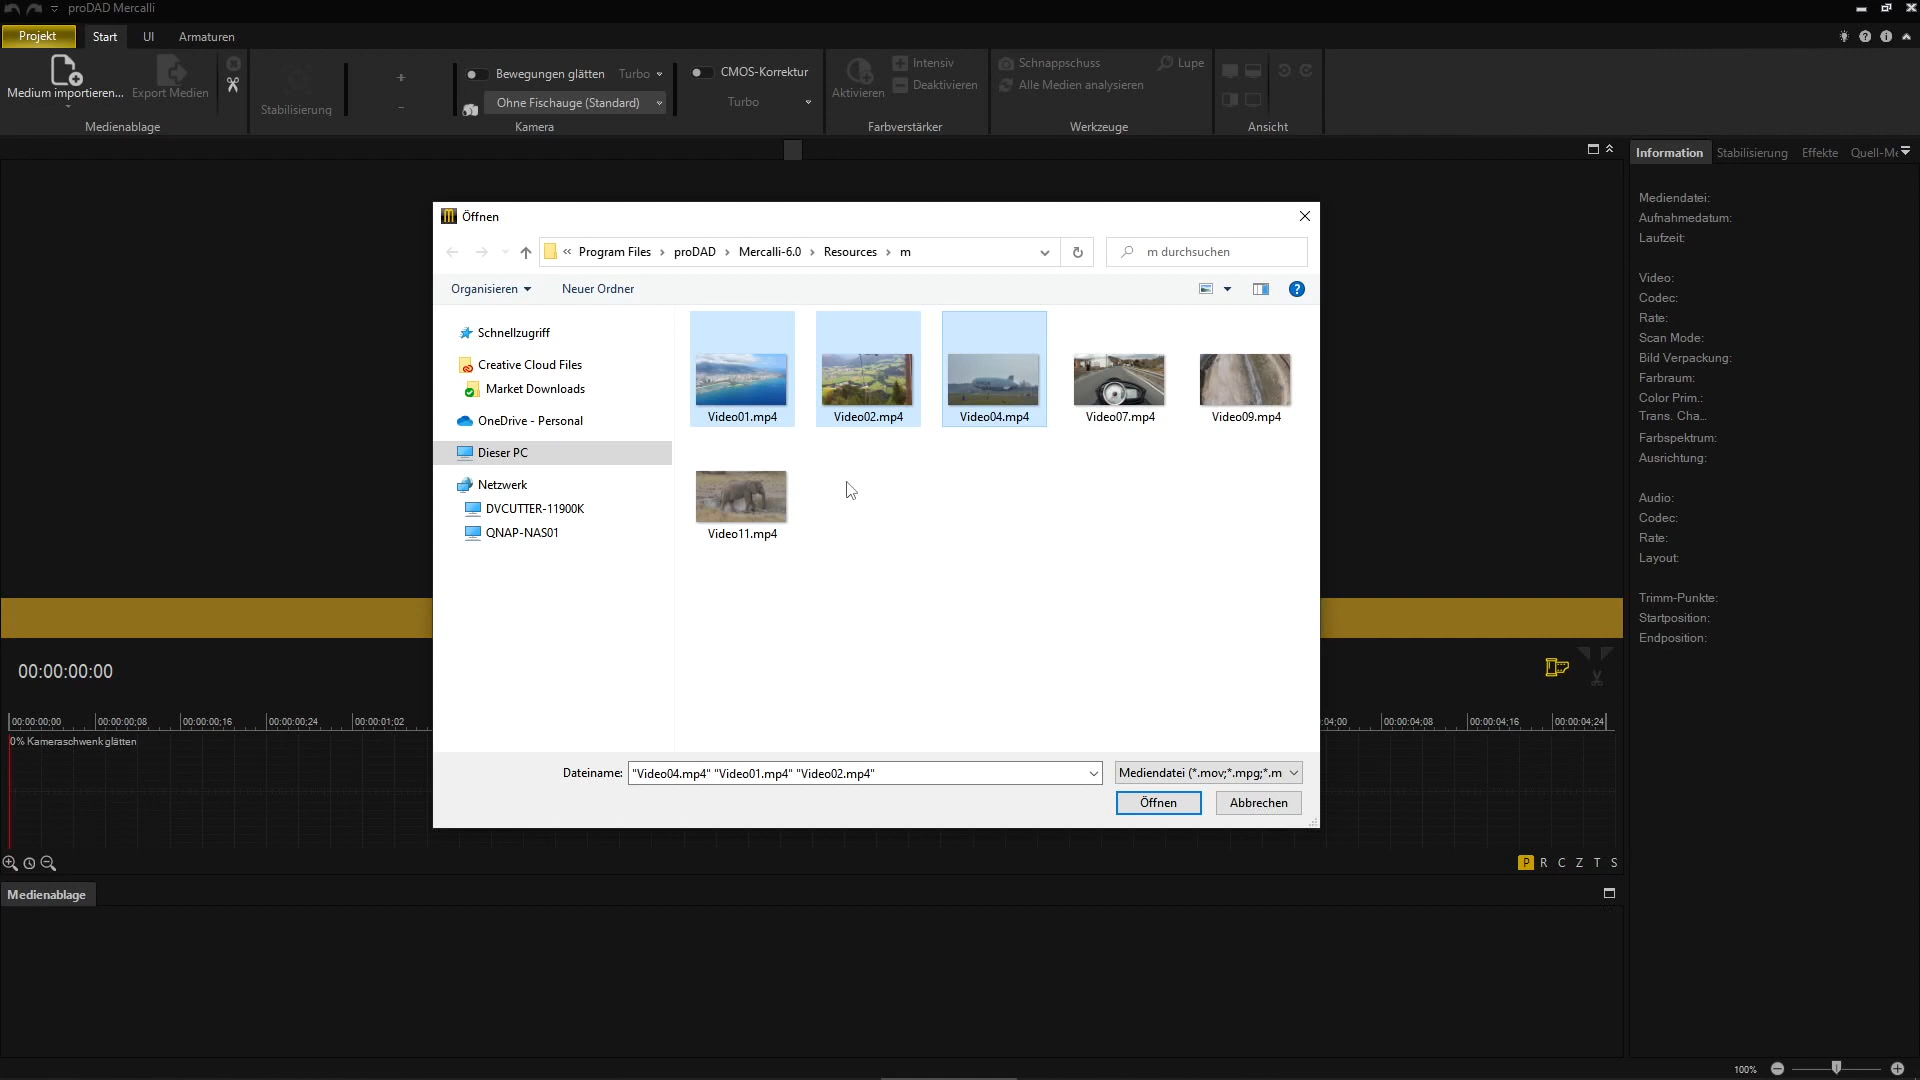 proDAD Mercalli
Projekt Start UI Armaturen
Medium importieren... Export Medien
Medienablage
Stabilisierung
+
-
Bewegungen glätten Turbo
Ohne Fischauge (Standard)
CMOS-Korrektur
Turbo
Kamera
Aktivieren
Intensiv
Deaktivieren
Farbverstärker
Schnappschuss Lupe
Alle Medien analysieren
Werkzeuge
Ansicht
Öffnen
« Program Files › proDAD › Mercalli-6.0 › Resources › m
m durchsuchen
Organisieren Neuer Ordner
Schnellzugriff
Creative Cloud Files
Market Downloads
OneDrive - Personal
Dieser PC
Netzwerk
DVCUTTER-11900K
QNAP-NAS01
Video01.mp4 Video02.mp4 Video04.mp4 Video07.mp4 Video09.mp4
Video11.mp4
Dateiname: "Video04.mp4" "Video01.mp4" "Video02.mp4"
Mediendatei (*.mov;*.mpg;*.m
Öffnen Abbrechen
Information Stabilisierung Effekte Quell-Me
Mediendatei:
Aufnahmedatum:
Laufzeit:
Video:
Codec:
Rate:
Scan Mode:
Bild Verpackung:
Farbraum:
Color Prim.:
Trans. Cha...
Farbspektrum:
Ausrichtung:
Audio:
Codec:
Rate:
Layout:
Trimm-Punkte:
Startposition:
Endposition:
00:00:00:00
00:00:00;00 00:00:00;08 00:00:00;16 00:00:00;24 00:00:01;02 :04;00 00:00:04;08 00:00:04;16 00:00:04;24
0% Kameraschwenk glätten
P R C Z T S
Medienablage
100%